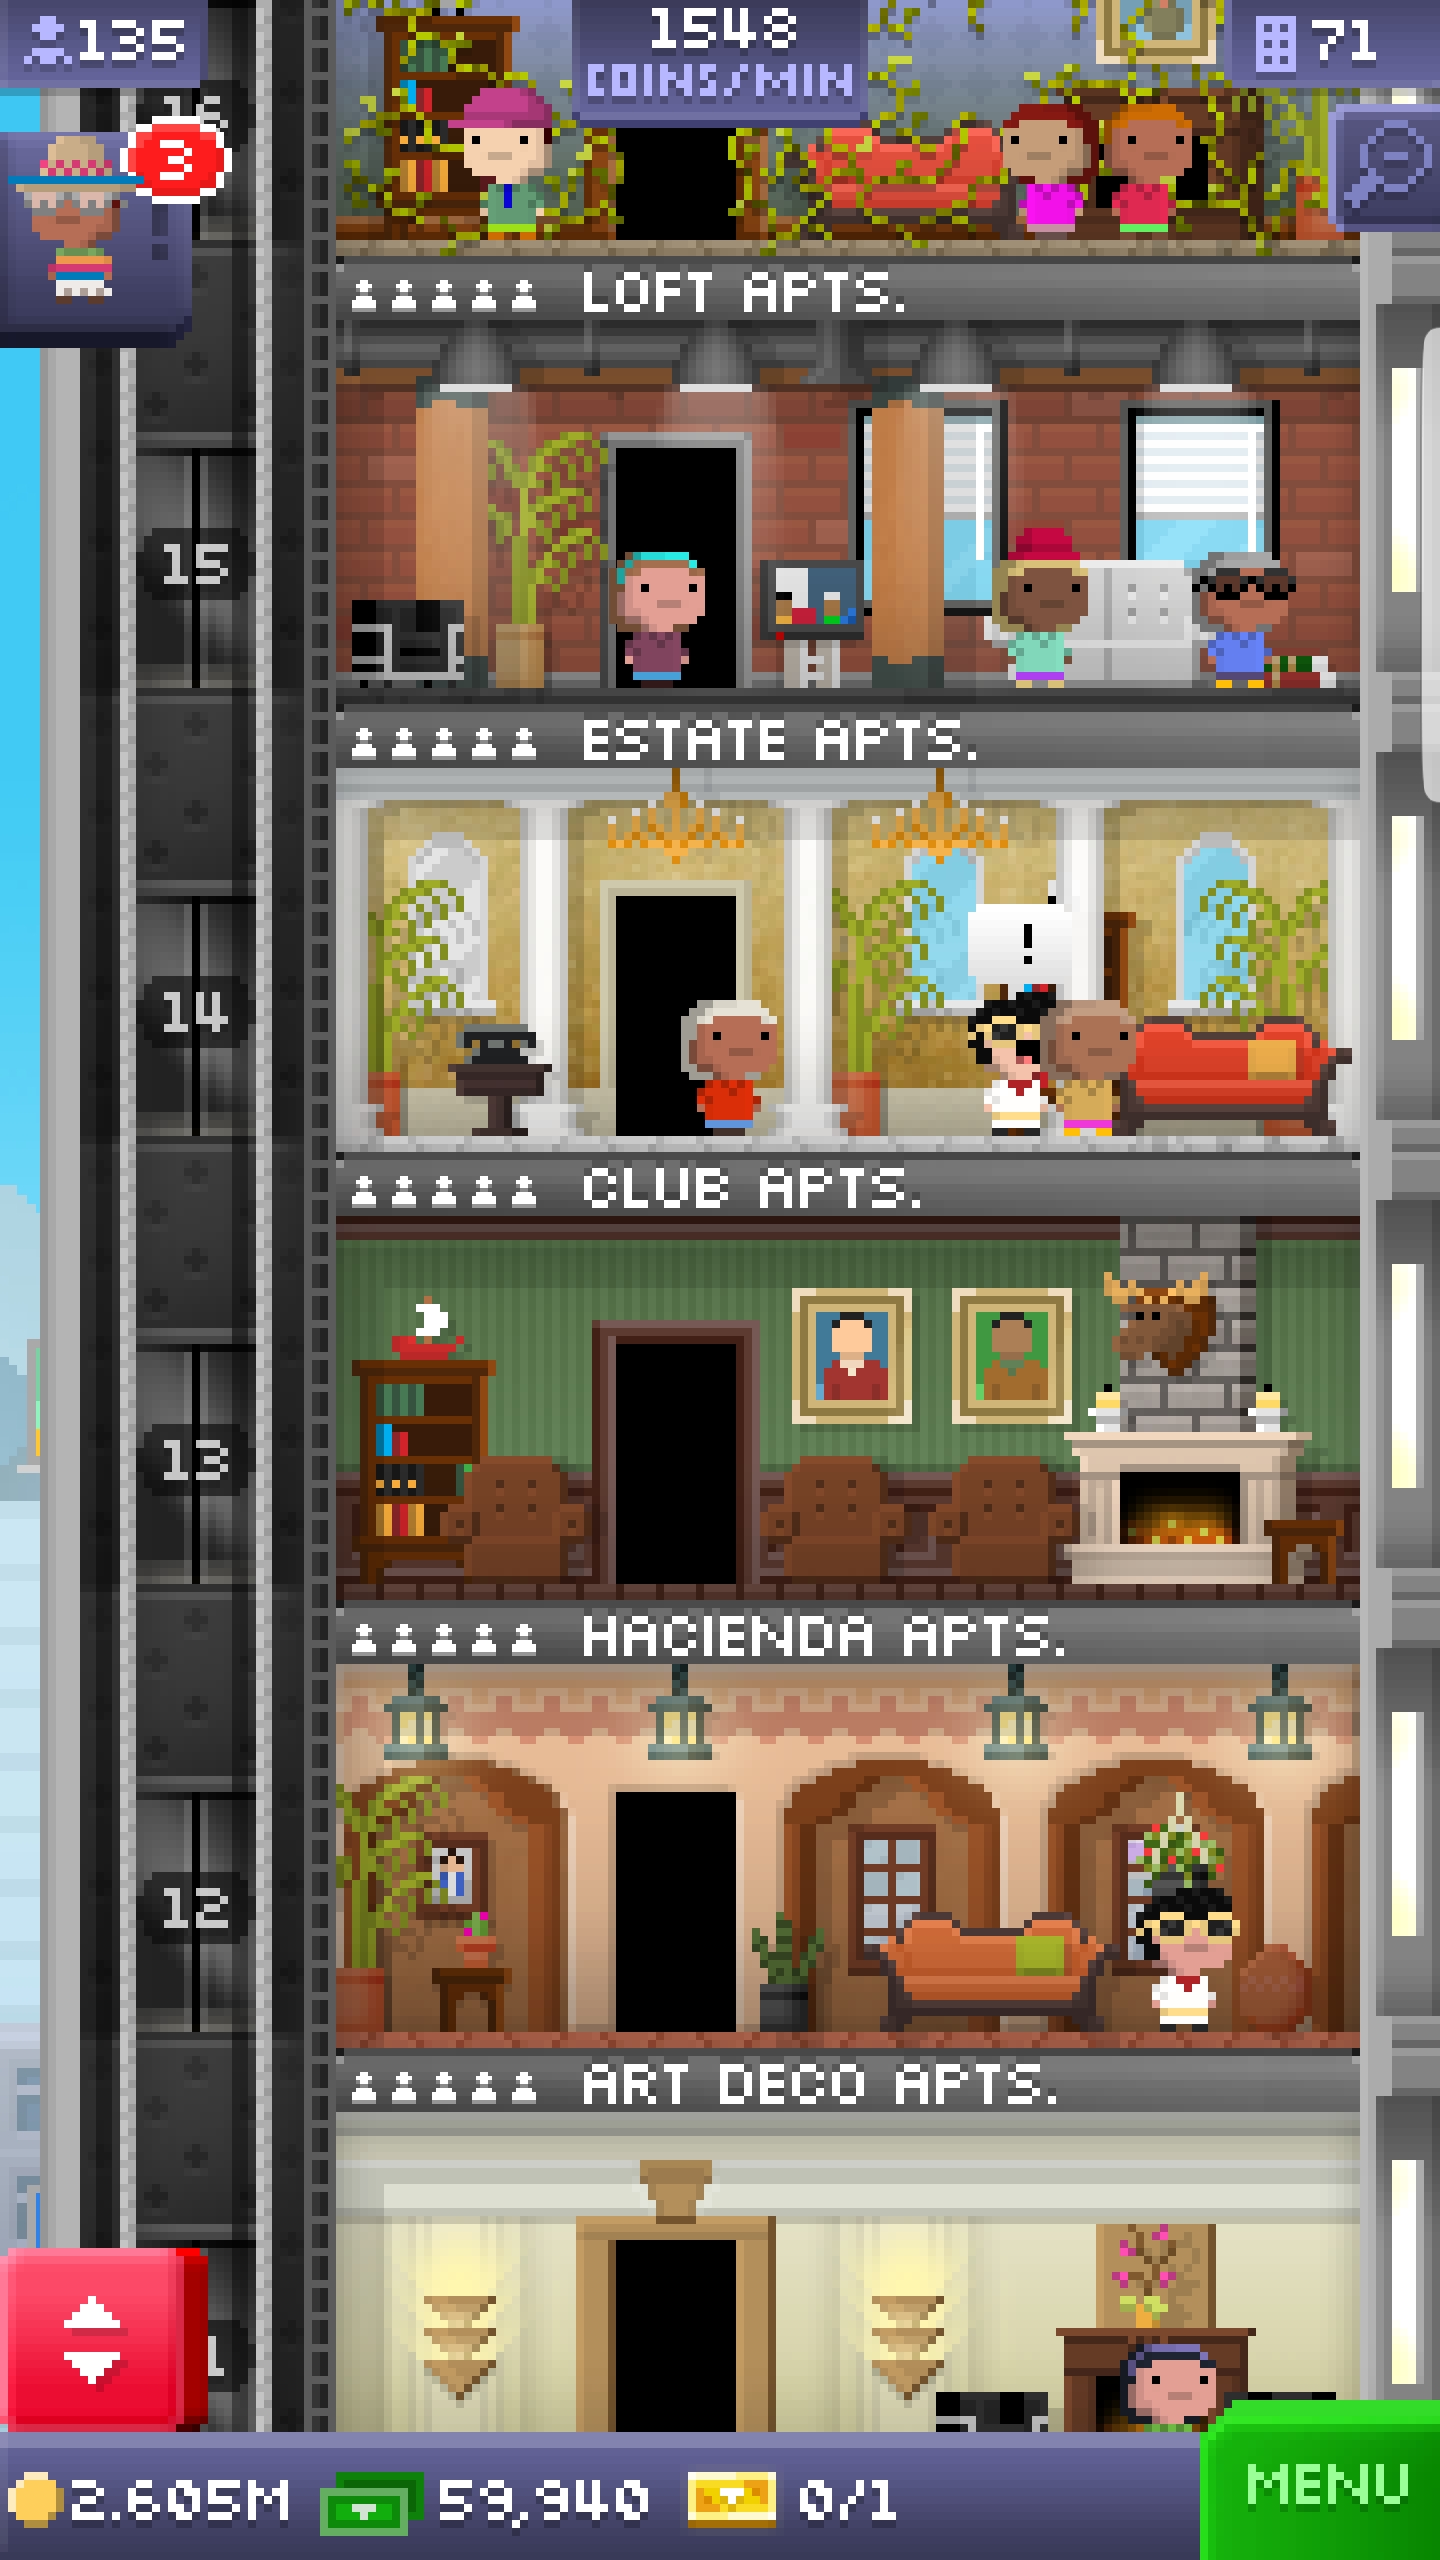 135
1548
COINS/MIN
71
16
3
LOFT APTS.
15
ESTATE APTS.
!
14
CLUB APTS.
13
HACIENDA APTS.
12
ART DECO APTS.
2.605M
59,940
0/1
MENU